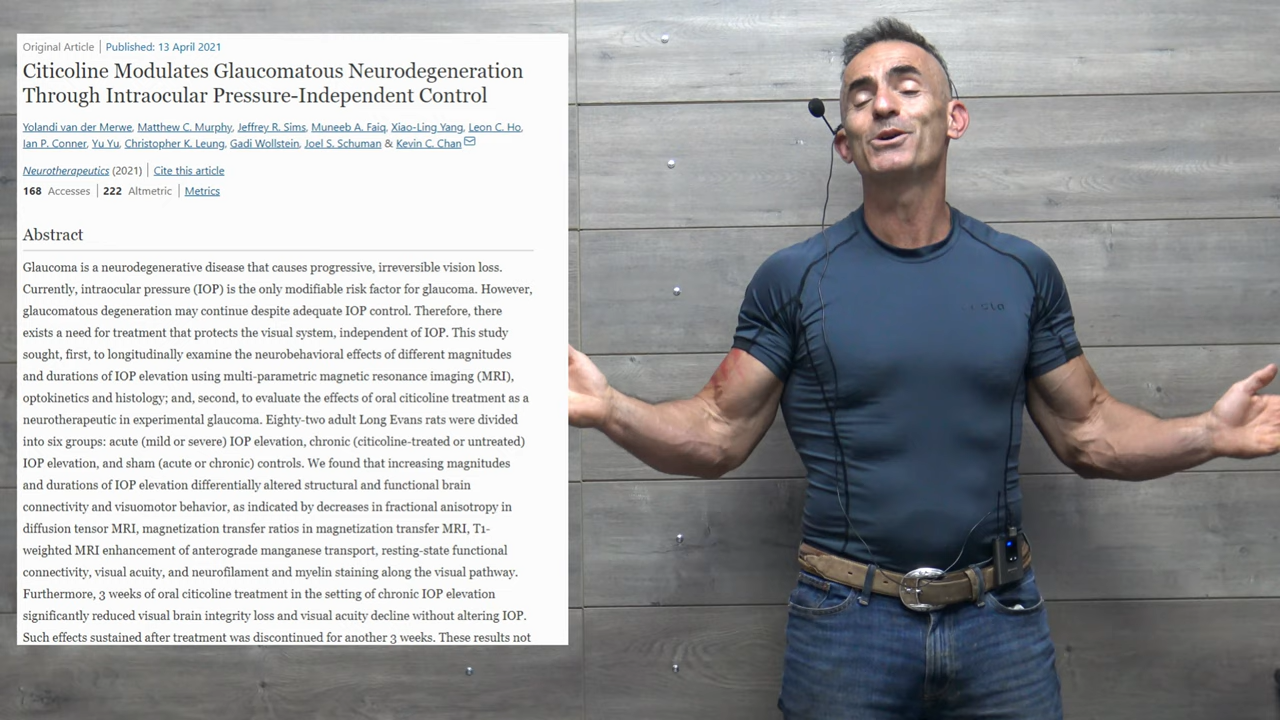 Original Article | Published: 13 April 2021
Citicoline Modulates Glaucomatous Neurodegeneration
Through Intraocular Pressure-Independent Control
Yolandi van der Merwe, Matthew C. Murphy, Jeffrey R. Sims, Muneeb A. Faiq, Xiao-Ling Yang, Leon C. Ho,
Ian P. Conner, Yu Yu, Christopher K. Leung, Gadi Wollstein, Joel S. Schuman & Kevin C. Chan
Neurotherapeutics (2021) | Cite this article
168 Accesses | 222 Altmetric | Metrics
Abstract
Glaucoma is a neurodegenerative disease that causes progressive, irreversible vision loss.
Currently, intraocular pressure (IOP) is the only modifiable risk factor for glaucoma. However,
glaucomatous degeneration may continue despite adequate IOP control. Therefore, there
exists a need for treatment that protects the visual system, independent of IOP. This study
sought, first, to longitudinally examine the neurobehavioral effects of different magnitudes
and durations of IOP elevation using multi-parametric magnetic resonance imaging (MRI),
optokinetics and histology; and, second, to evaluate the effects of oral citicoline treatment as a
neurotherapeutic in experimental glaucoma. Eighty-two adult Long Evans rats were divided
into six groups: acute (mild or severe) IOP elevation, chronic (citicoline-treated or untreated)
IOP elevation, and sham (acute or chronic) controls. We found that increasing magnitudes
and durations of IOP elevation differentially altered structural and functional brain
connectivity and visuomotor behavior, as indicated by decreases in fractional anisotropy in
diffusion tensor MRI, magnetization transfer ratios in magnetization transfer MRI, T1-
weighted MRI enhancement of anterograde manganese transport, resting-state functional
connectivity, visual acuity, and neurofilament and myelin staining along the visual pathway.
Furthermore, 3 weeks of oral citicoline treatment in the setting of chronic IOP elevation
significantly reduced visual brain integrity loss and visual acuity decline without altering IOP.
Such effects sustained after treatment was discontinued for another 3 weeks. These results not